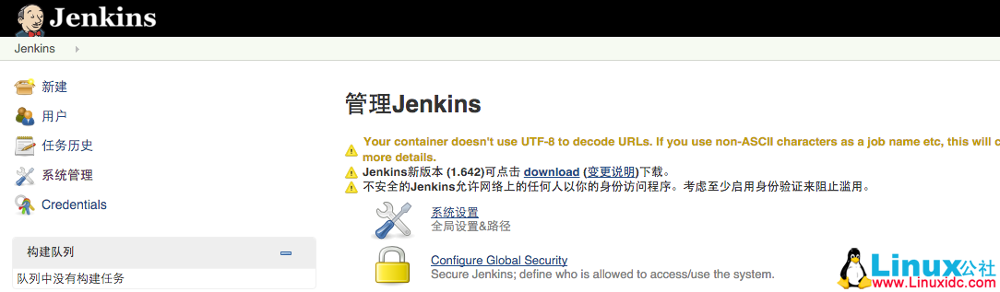 Jenkins
Jenkins
新建
用户
任务历史
系统管理
Credentials
构建队列
队列中没有构建任务
管理Jenkins
Your container doesn't use UTF-8 to decode URLs. If you use non-ASCII characters as a job name etc, this will c
more details.
Jenkins新版本 (1.642)可点击 download (变更说明)下载。
不安全的Jenkins允许网络上的任何人以你的身份访问程序。考虑至少启用身份验证来阻止滥用。
系统设置
全局设置&路径
Configure Global Security
Secure Jenkins; define who is allowed to access/use the system.
Linux公社
www.Linuxidc.com